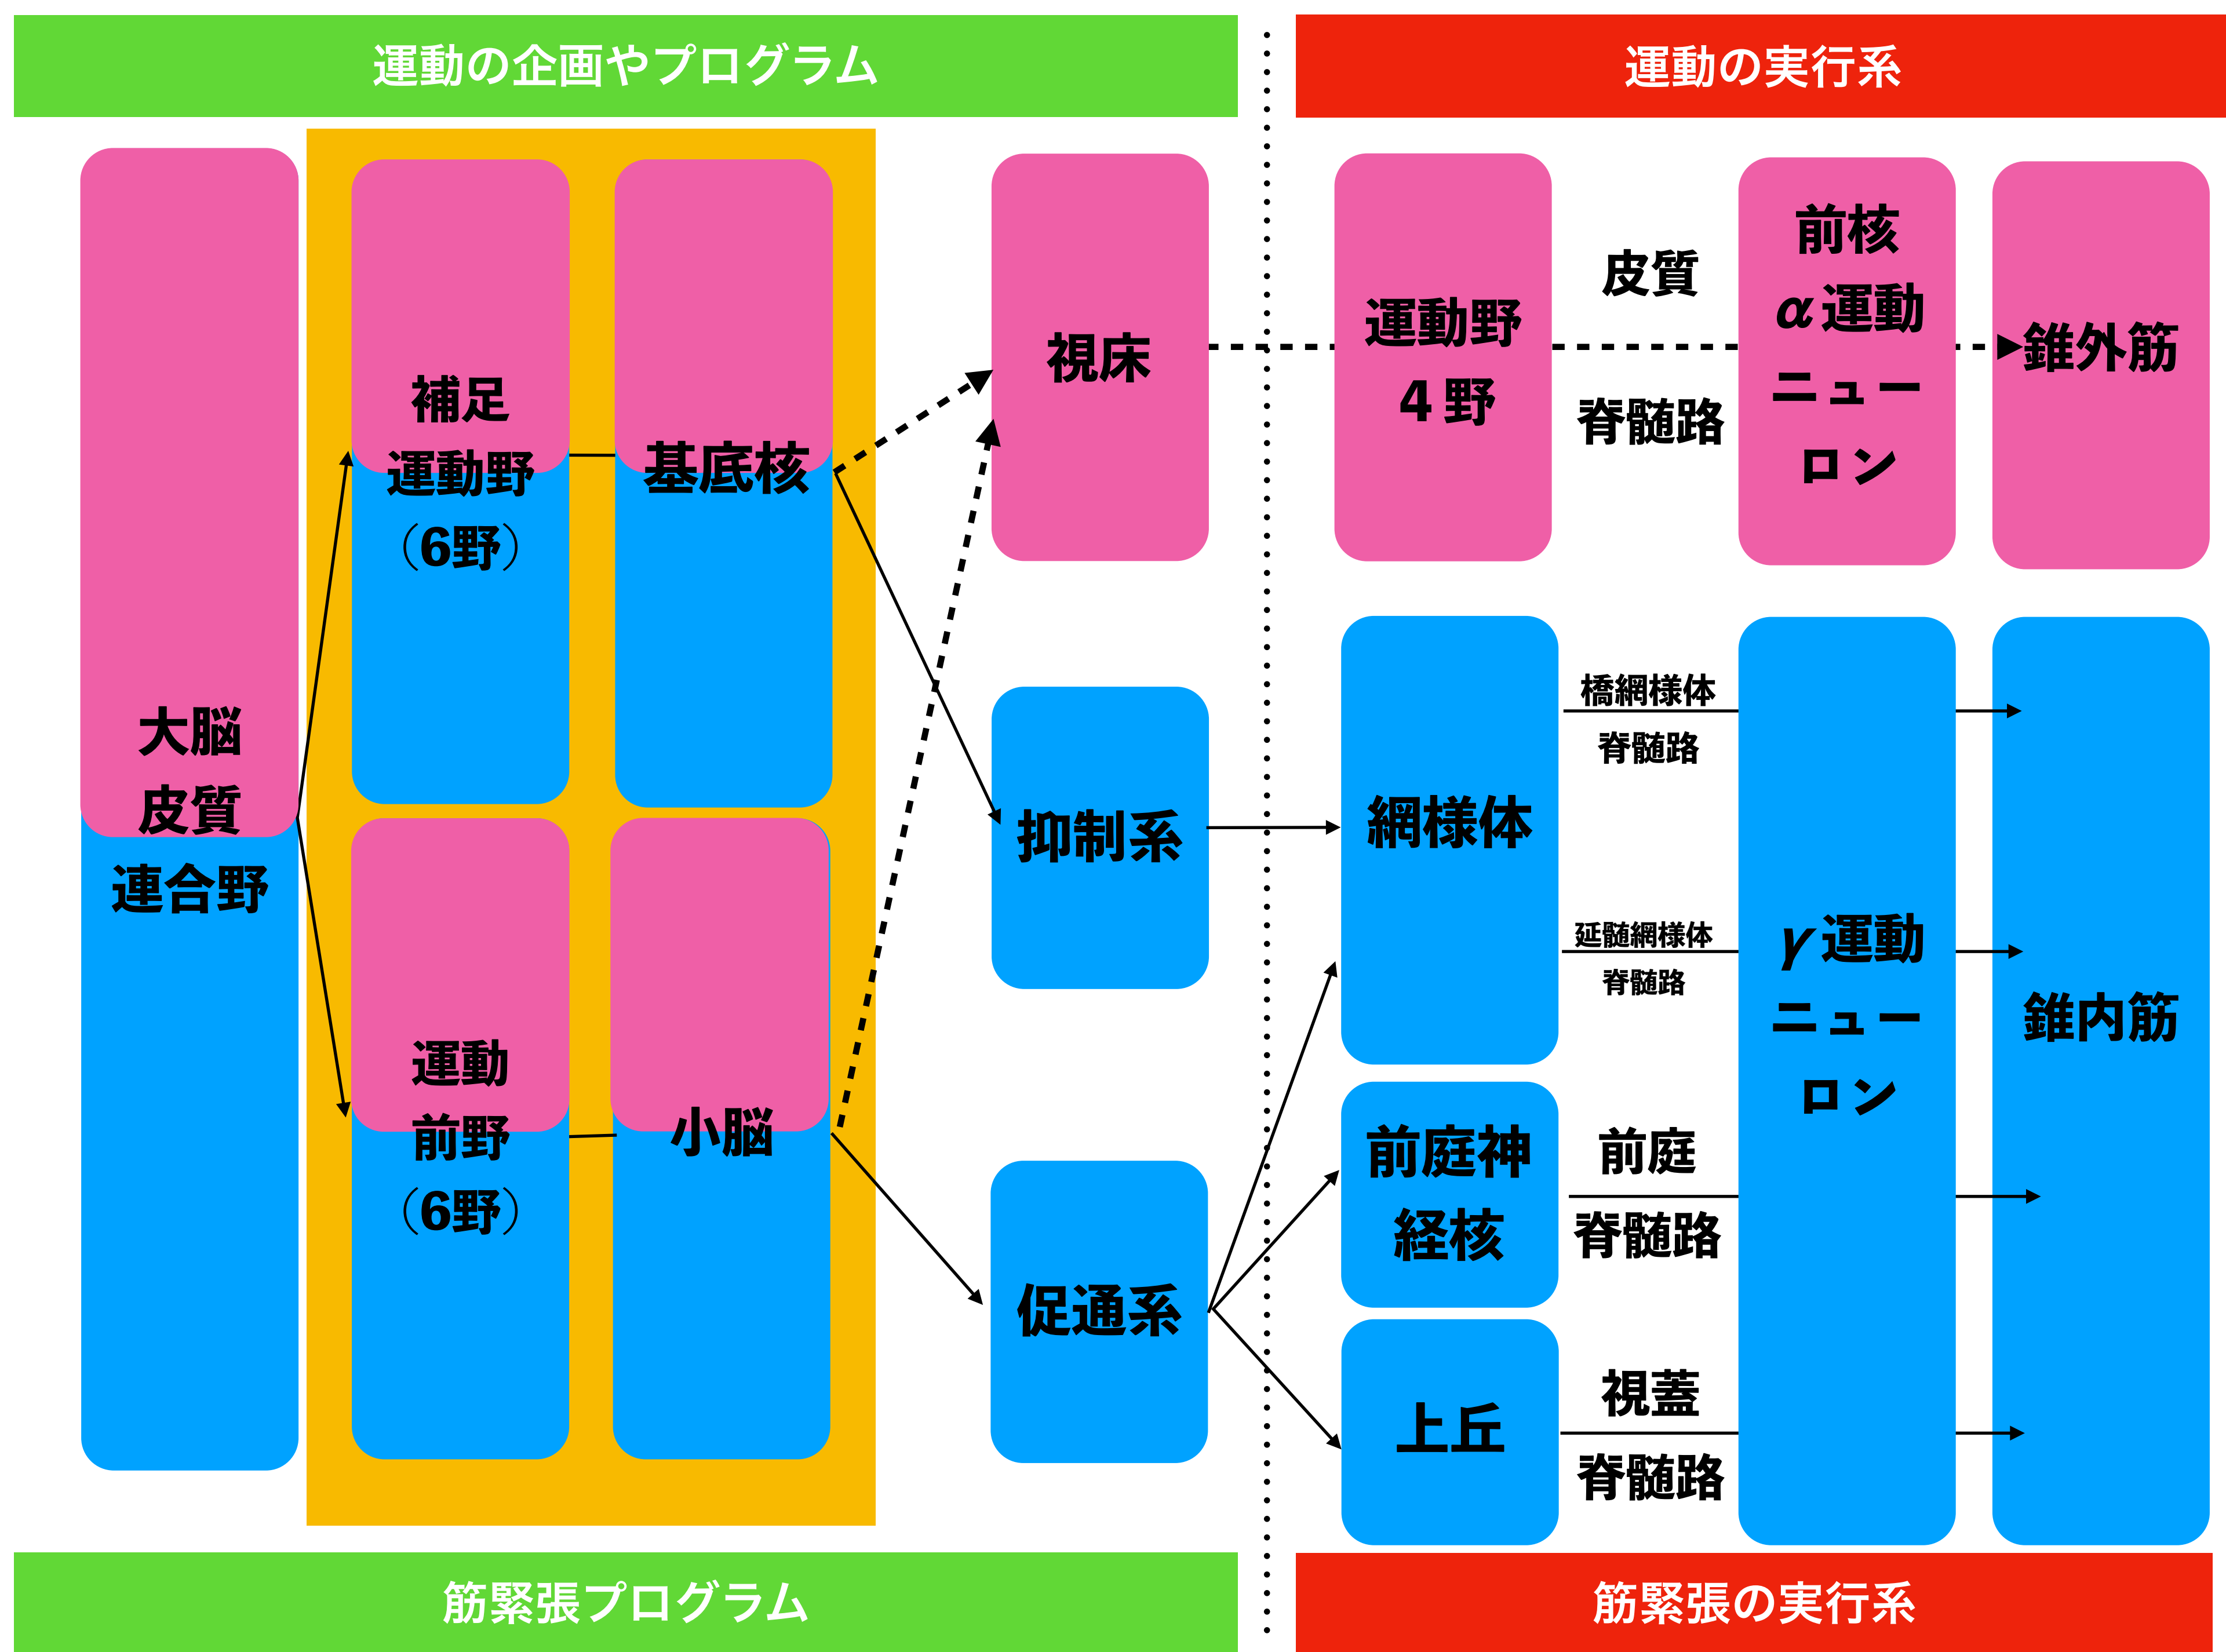 運動の企画やプログラム
運動の実行系
大脳
皮質
連合野
補足
運動野
（6野）
基底核
運動
前野
（6野）
小脳
視床
抑制系
促通系
運動野
４野
皮質
脊髄路
前核
α運動
ニュー
ロン
錐外筋
網様体
橋網様体
脊髄路
延髄網様体
脊髄路
前庭神
経核
前庭
脊髄路
上丘
視蓋
脊髄路
γ運動
ニュー
ロン
錐内筋
筋緊張プログラム
筋緊張の実行系